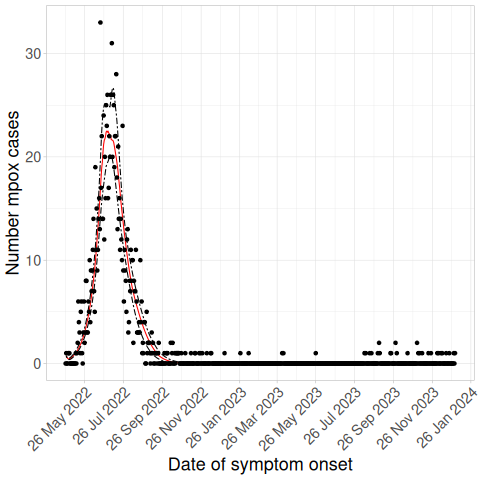 Number mpox cases
30
20
10
0
26 May 2022
26 Jul 2022
26 Sep 2022
26 Nov 2022
26 Jan 2023
26 Mar 2023
26 May 2023
26 Jul 2023
26 Sep 2023
26 Nov 2023
26 Jan 2024
Date of symptom onset